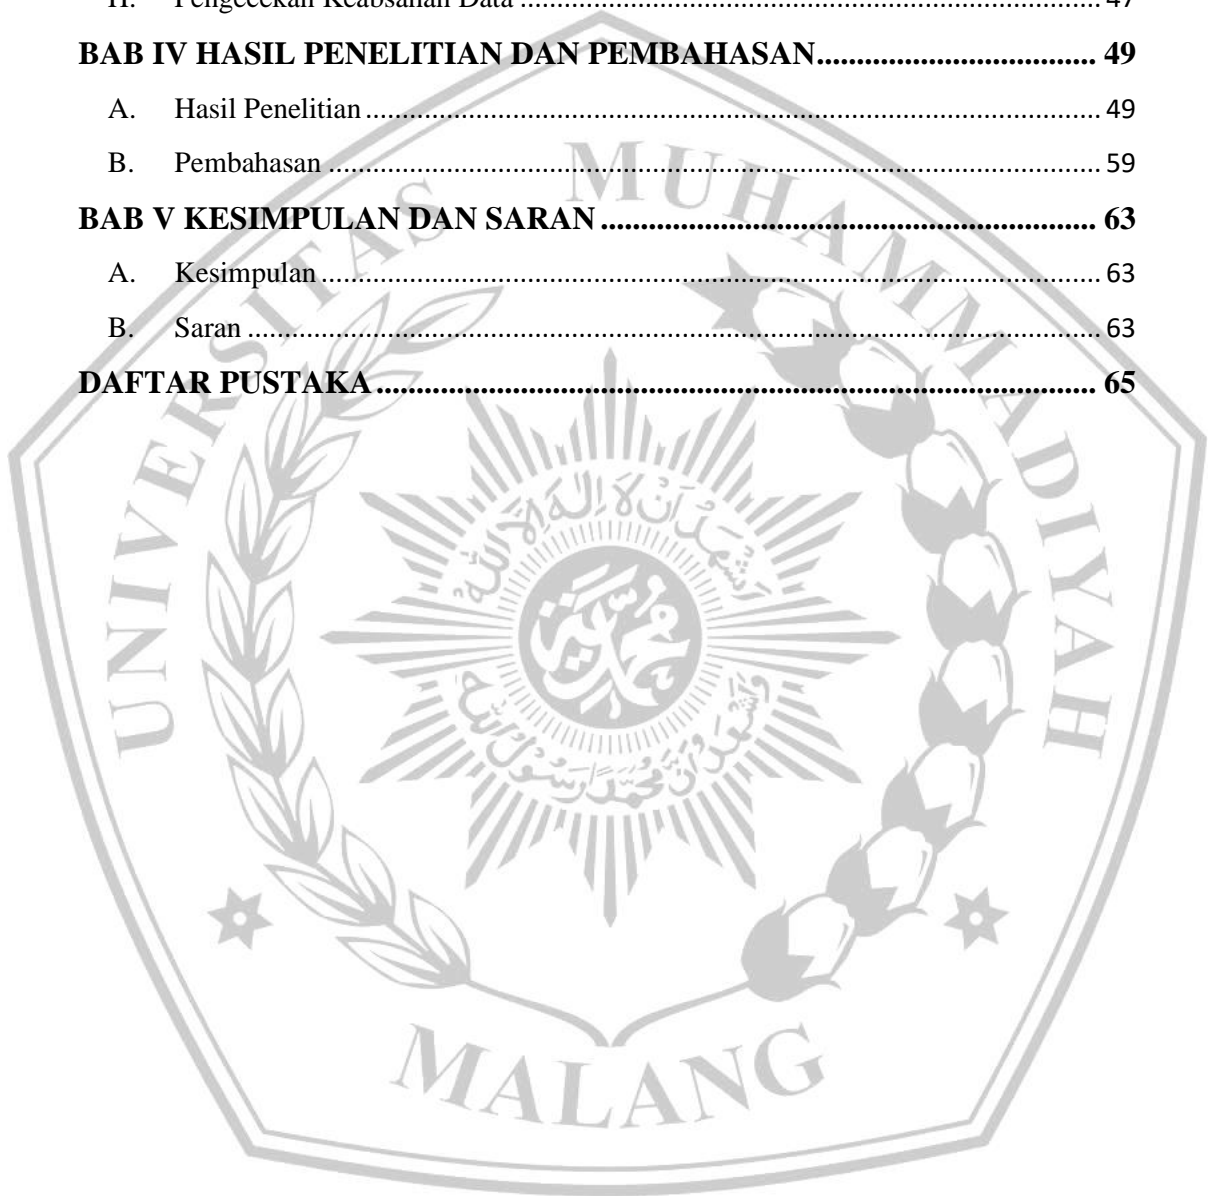 H. Pengecekan Keabsahan Data ........ 47
BAB IV HASIL PENELITIAN DAN PEMBAHASAN ........ 49
A. Hasil Penelitian ........ 49
B. Pembahasan ........ 59
BAB V KESIMPULAN DAN SARAN ........ 63
A. Kesimpulan ........ 63
B. Saran ........ 63
DAFTAR PUSTAKA ........ 65
UNIVERSITAS MUHAMMADIYAH
MALANG